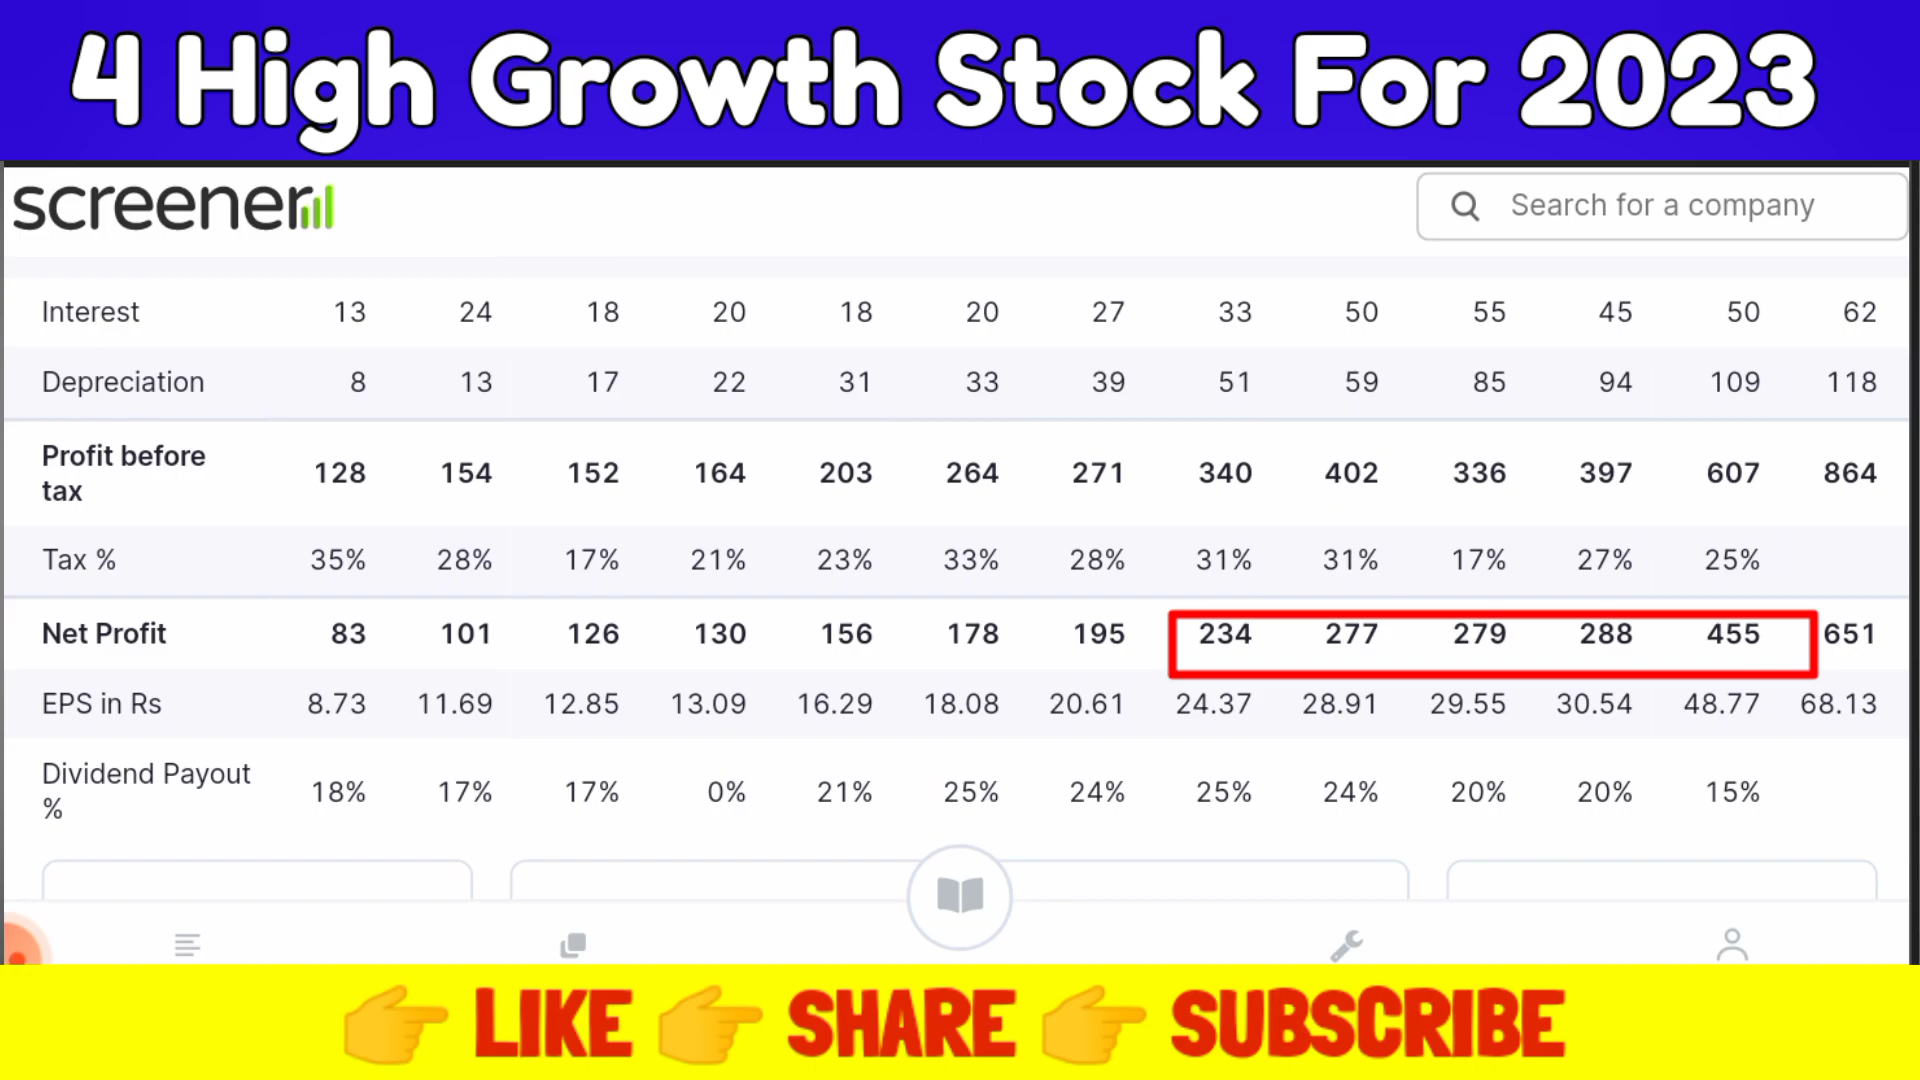 4 High Growth Stock For 2023
screener
Search for a company
Interest 13 24 18 20 18 20 27 33 50 55 45 50 62
Depreciation 8 13 17 22 31 33 39 51 59 85 94 109 118
Profit before
tax 128 154 152 164 203 264 271 340 402 336 397 607 864
Tax % 35% 28% 17% 21% 23% 33% 28% 31% 31% 17% 27% 25%
Net Profit 83 101 126 130 156 178 195 234 277 279 288 455 651
EPS in Rs 8.73 11.69 12.85 13.09 16.29 18.08 20.61 24.37 28.91 29.55 30.54 48.77 68.13
Dividend Payout
% 18% 17% 17% 0% 21% 25% 24% 25% 24% 20% 20% 15%
LIKE SHARE SUBSCRIBE